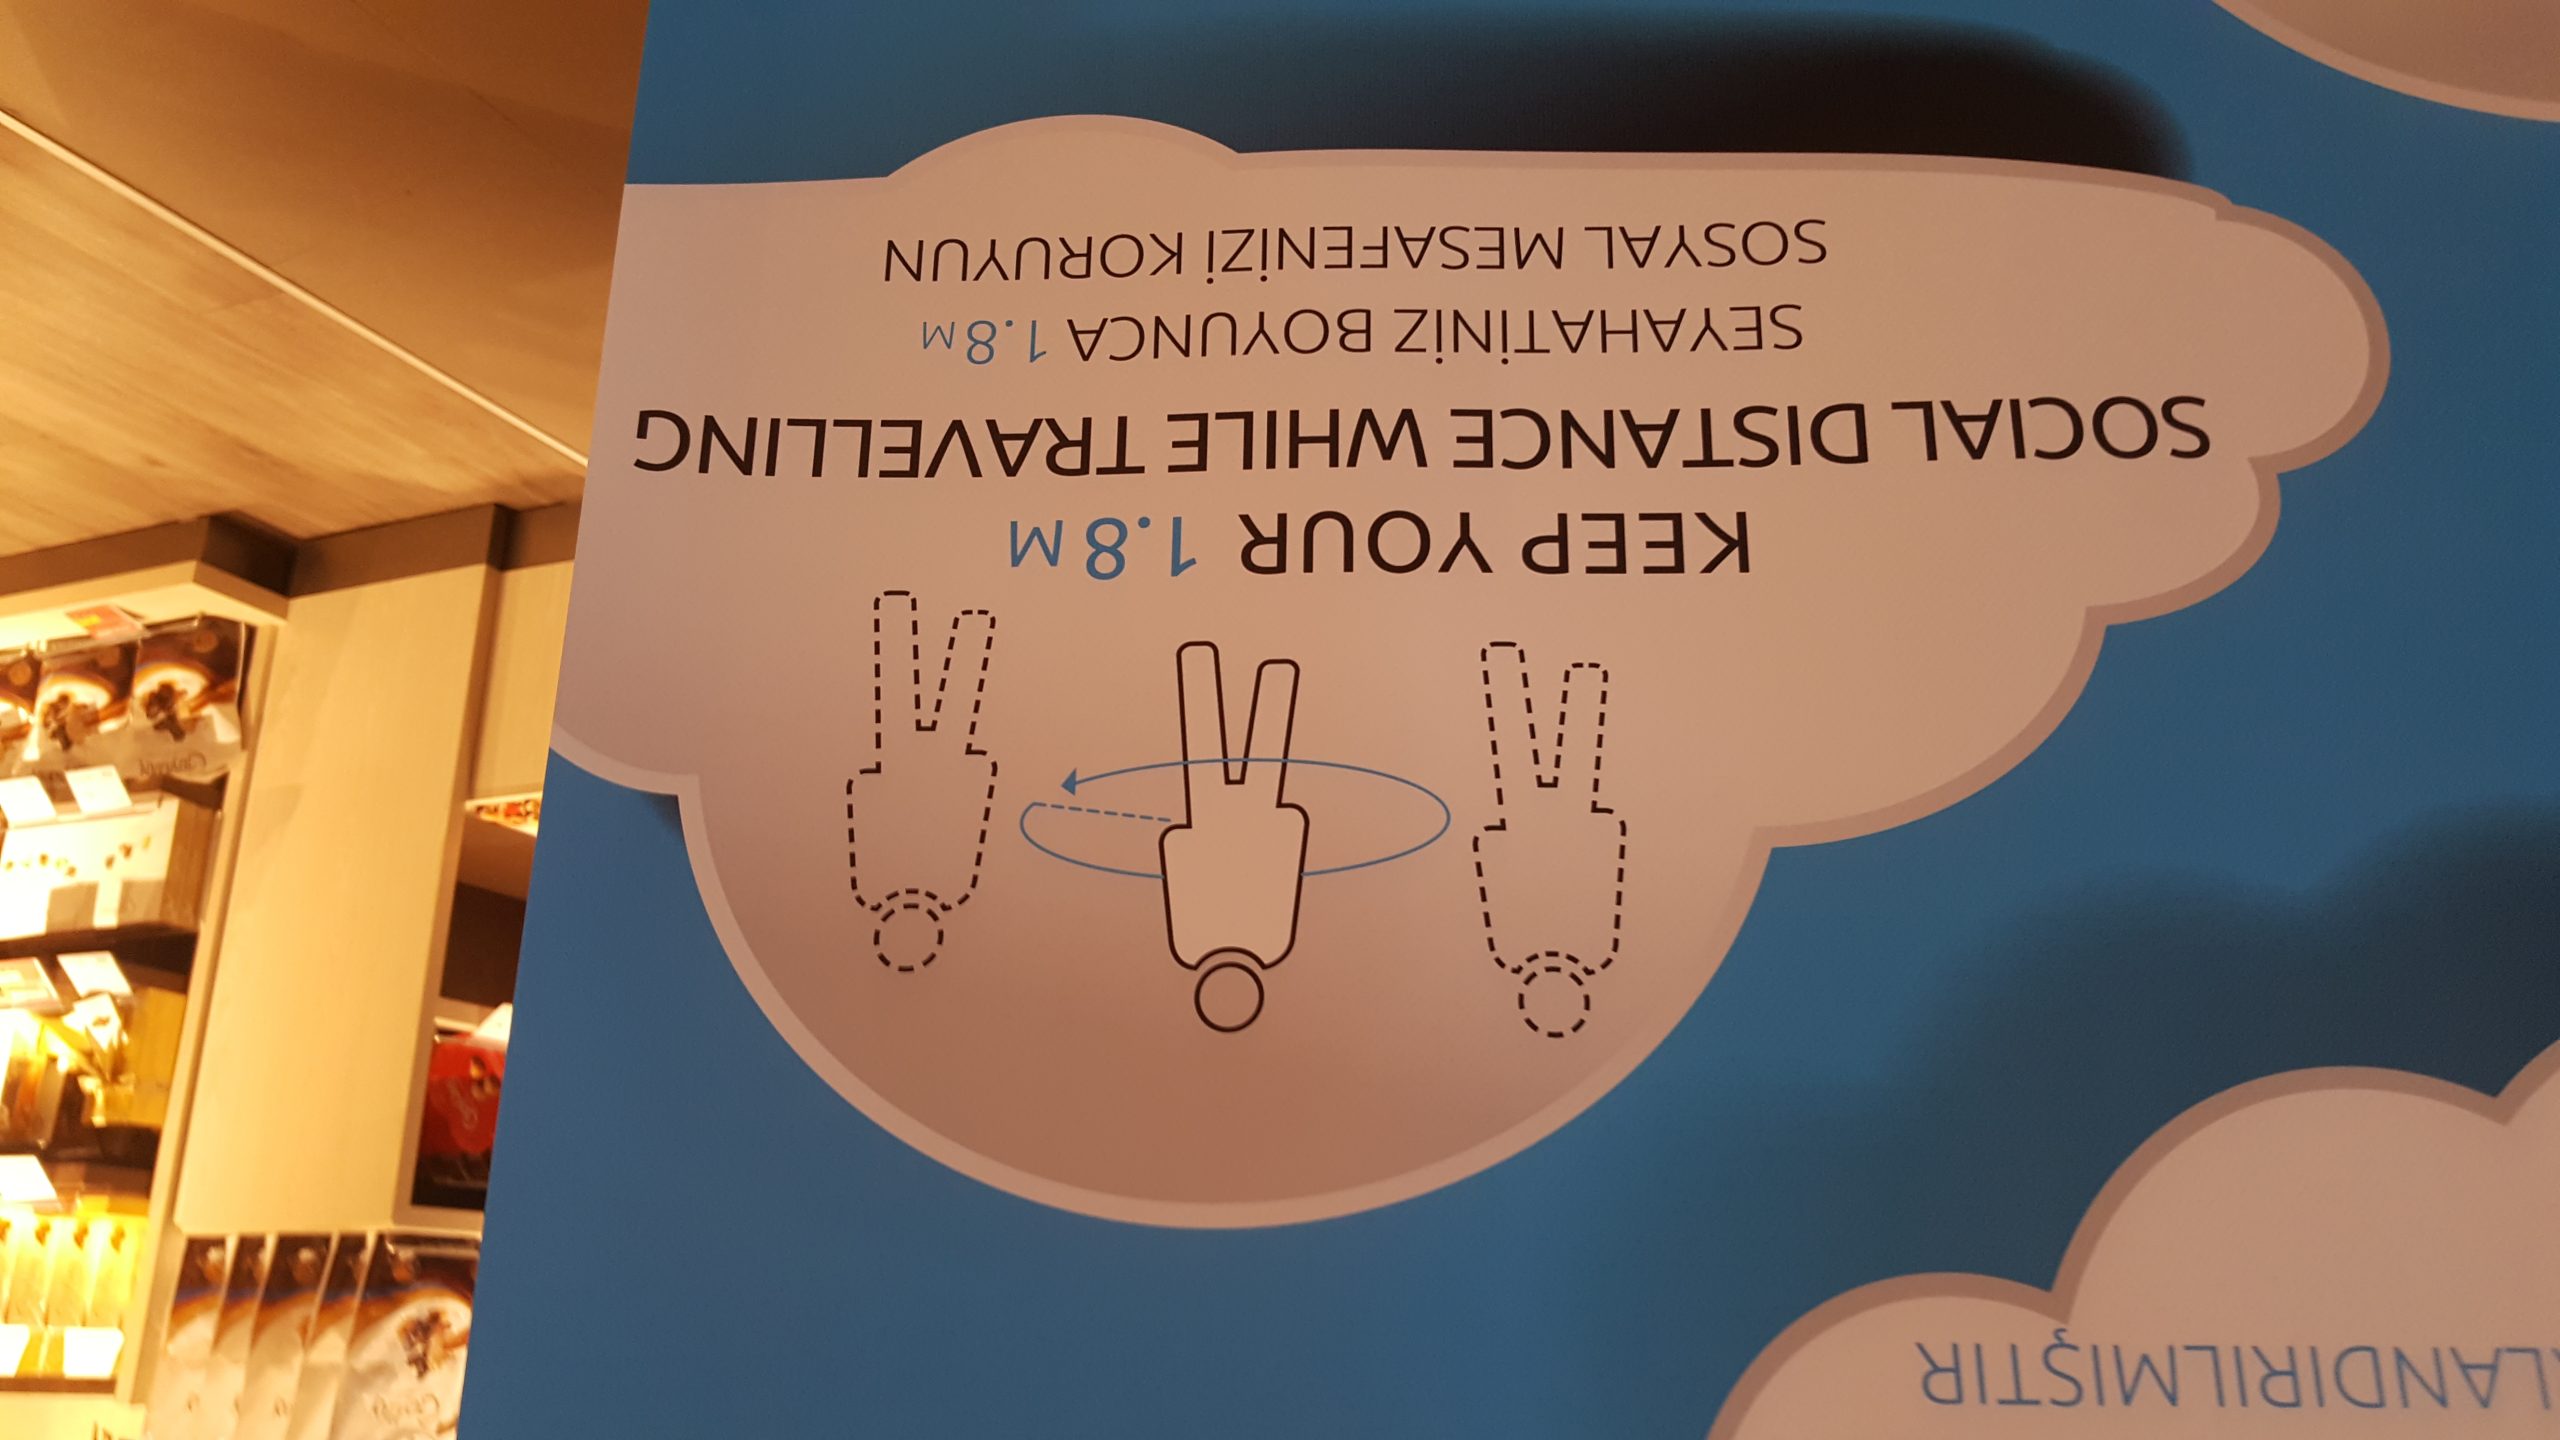 KEEP YOUR 1.8M
SOCIAL DISTANCE WHILE TRAVELLING
SEYAHATİNİZ BOYUNCA 1.8M
SOSYAL MESAFENİZİ KORUYUN
LANDIRILMIŞTIR